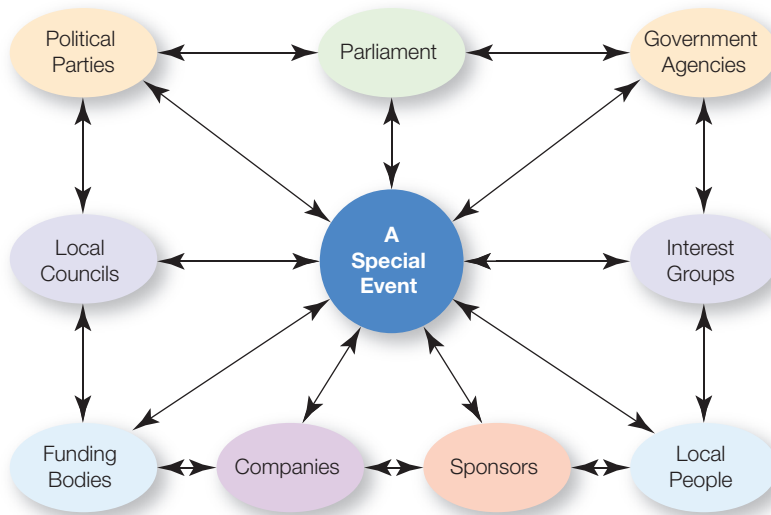 Political
Parties
Parliament
Government
Agencies
Local
Councils
A
Special
Event
Interest
Groups
Funding
Bodies
Companies
Sponsors
Local
People